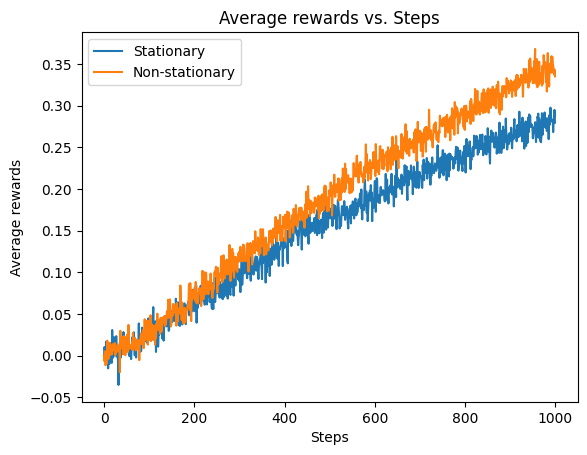 Average rewards vs. Steps
Stationary
Non-stationary
0.35
0.30
0.25
0.20
0.15
0.10
0.05
0.00
−0.05
Average rewards
0 200 400 600 800 1000
Steps